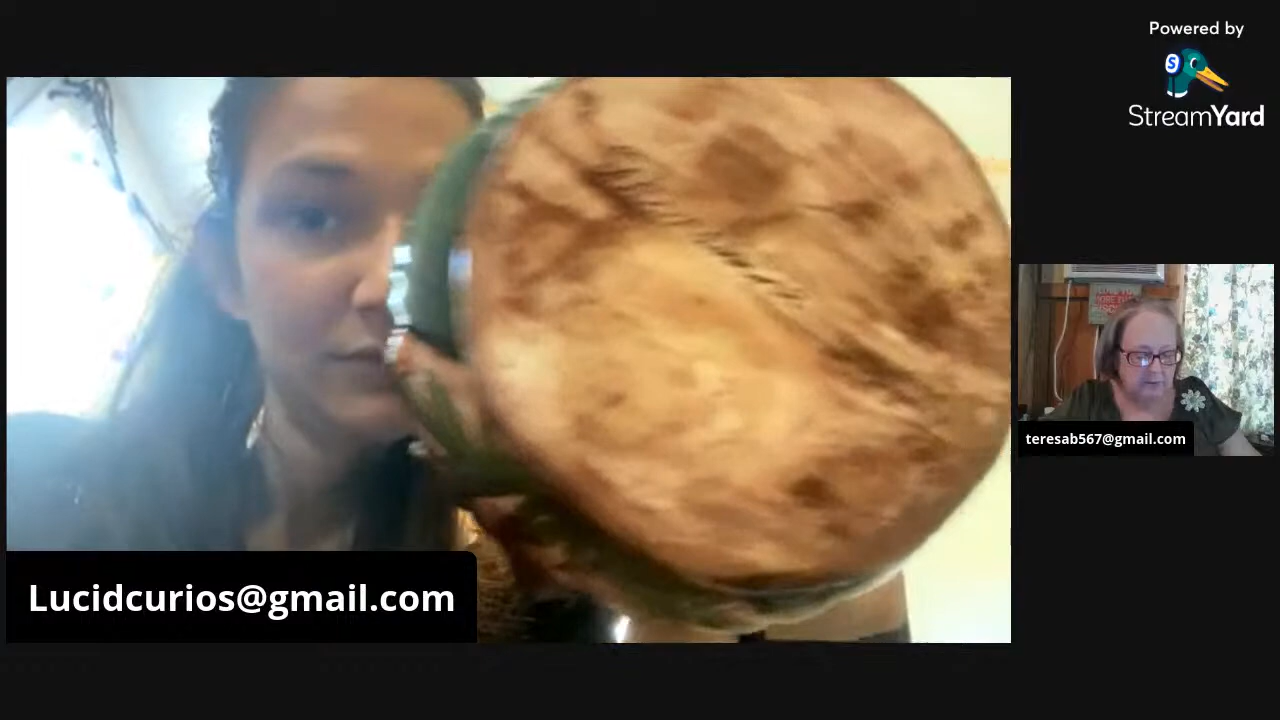 Powered by
S
StreamYard
teresab567@gmail.com
Lucidcurios@gmail.com